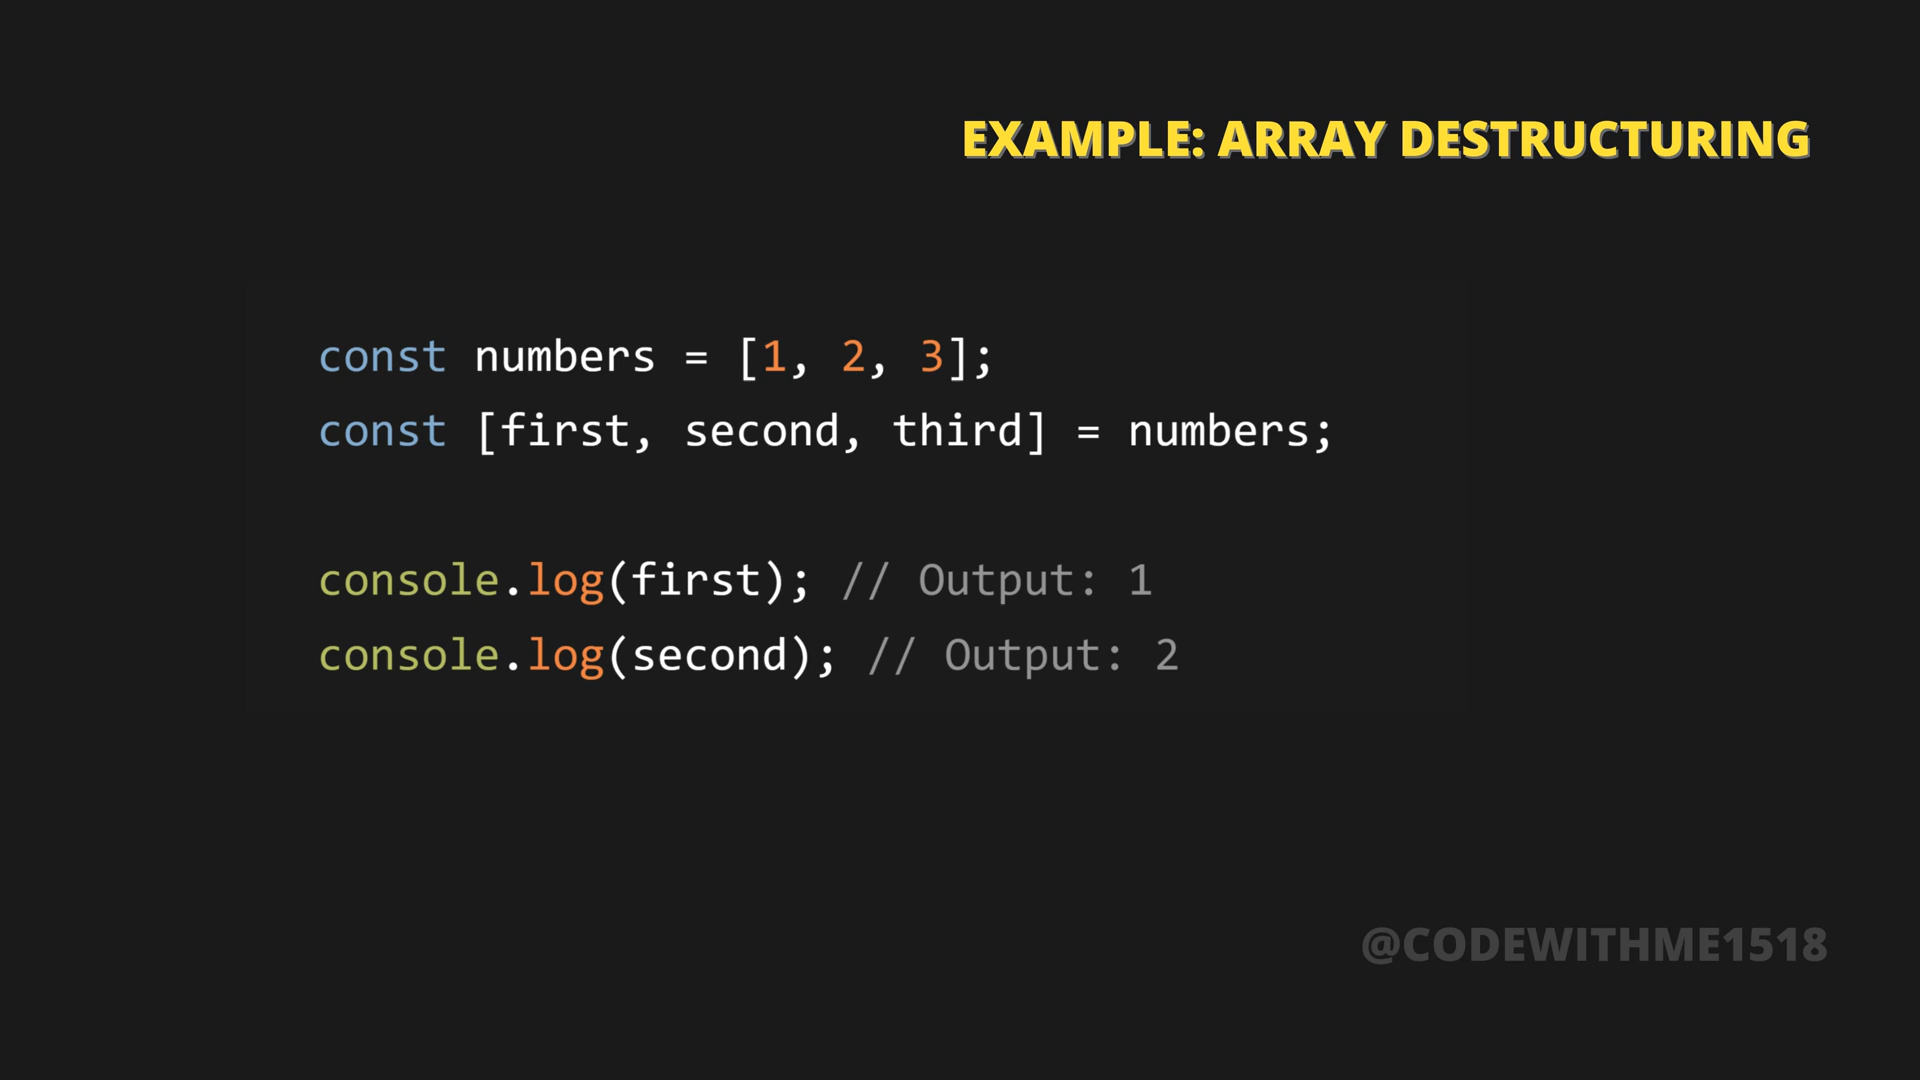 EXAMPLE: ARRAY DESTRUCTURING
const numbers = [1, 2, 3];
const [first, second, third] = numbers;
console.log(first); // Output: 1
console.log(second); // Output: 2
@CODEWITHME1518